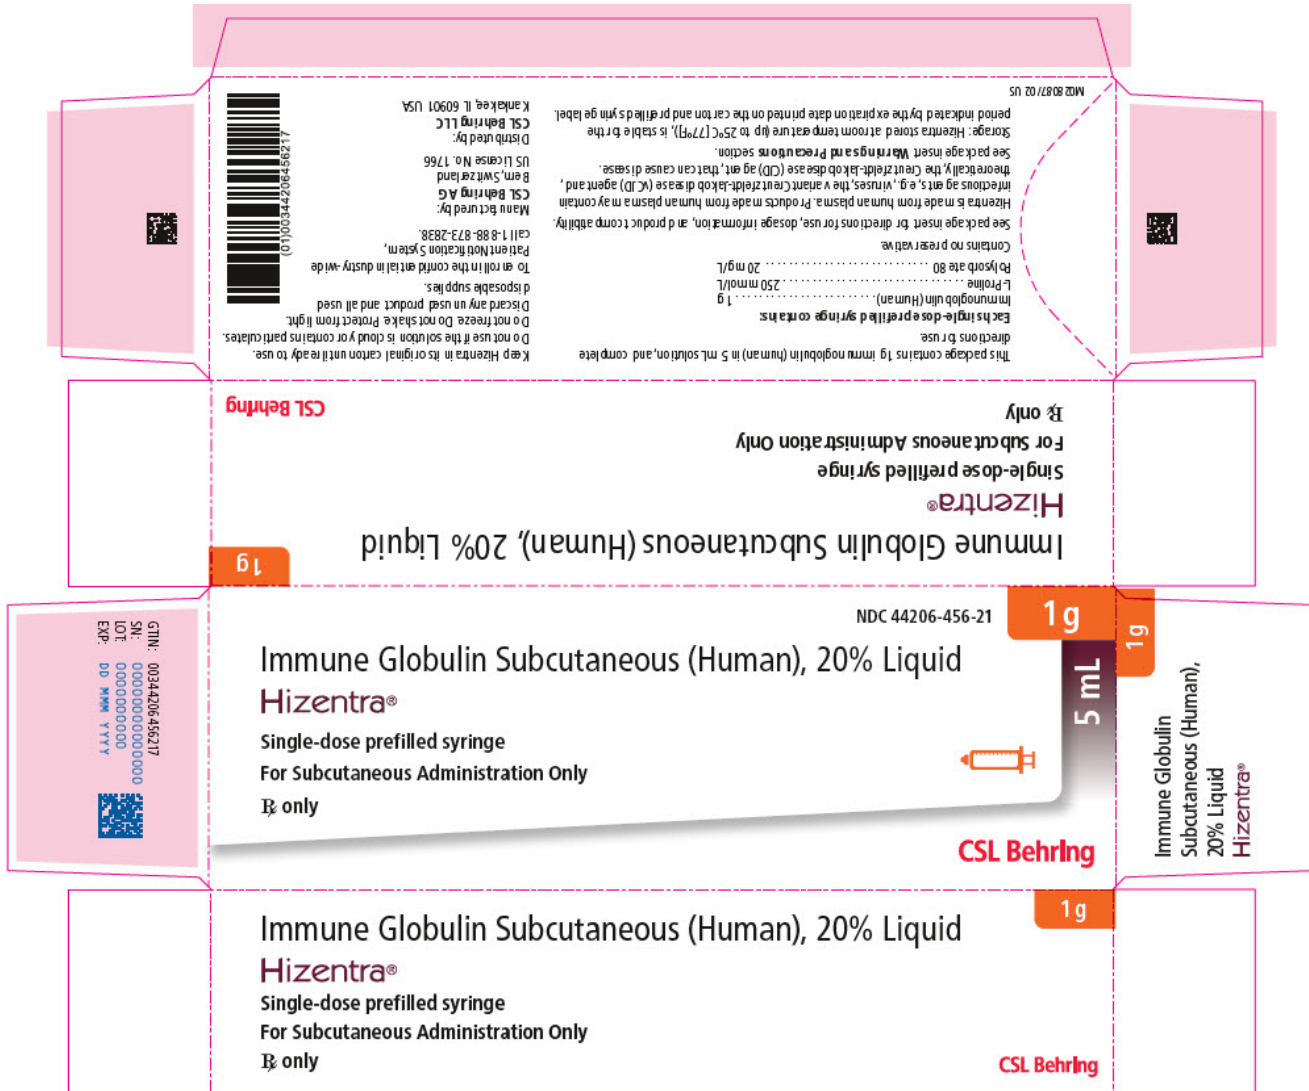 This package contains 1g immunoglobulin (human) in 5 mL solution, and complete
directions for use.
Each single-dose prefilled syringe contains:
Immunoglobulin (Human) . . . . . . . . . . . . . . . . . . . 1 g
L-Proline . . . . . . . . . . . . . . . . . . . . . . . . . 250 mmol/L
Polysorbate 80 . . . . . . . . . . . . . . . . . . . . . . 20 mg/L
Contains no preservative.
See package insert for directions for use, dosage information, and product compatibility.
Hizentra is made from human plasma. Products made from human plasma may contain
infectious agents, e.g., viruses, the variant Creutzfeldt-Jakob disease (vCJD) agent and,
theoretically, the Creutzfeldt-Jakob disease (CJD) agent, that can cause disease.
See package insert Warnings and Precautions section.
Storage: Hizentra stored at room temperature (up to 25°C [77°F]), is stable for the
period indicated by the expiration date printed on the carton and prefilled syringe label.
M028087/02 US
Keep Hizentra in its original carton until ready to use.
Do not use if the solution is cloudy or contains particulates.
Do not freeze. Do not shake. Protect from light.
Discard any unused product and all used
disposable supplies.
To enroll in the confidential industry-wide
Patient Notification System,
call 1-888-873-2838.
Manufactured by:
CSL Behring AG
Bern, Switzerland
US License No. 1766
Distributed by:
CSL Behring LLC
Kankakee, IL 60901 USA
(01)00344206456217
1g
Immune Globulin Subcutaneous (Human), 20% Liquid
Hizentra®
Single-dose prefilled syringe
For Subcutaneous Administration Only
℞ only
CSL Behring
NDC 44206-456-21
1g
5 mL
Immune Globulin Subcutaneous (Human), 20% Liquid
Hizentra®
Single-dose prefilled syringe
For Subcutaneous Administration Only
℞ only
CSL Behring
GTIN: 00344206456217
SN: 00000000000000
LOT: 0000000000
EXP: DD MMM YYYY
1g
Immune Globulin
Subcutaneous (Human),
20% Liquid
Hizentra®
1g
Immune Globulin Subcutaneous (Human), 20% Liquid
Hizentra®
Single-dose prefilled syringe
For Subcutaneous Administration Only
℞ only
CSL Behring